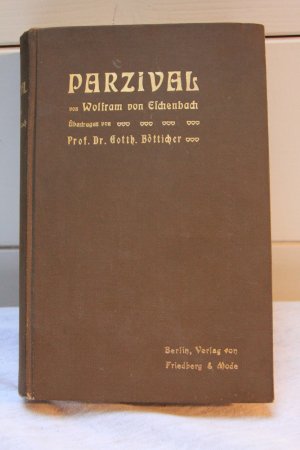 PARZIVAL
von Wolfram von Eschenbach
Übertragen von
Prof. Dr. Gotth. Bötticher
Berlin, Verlag von
Friedberg & Mode